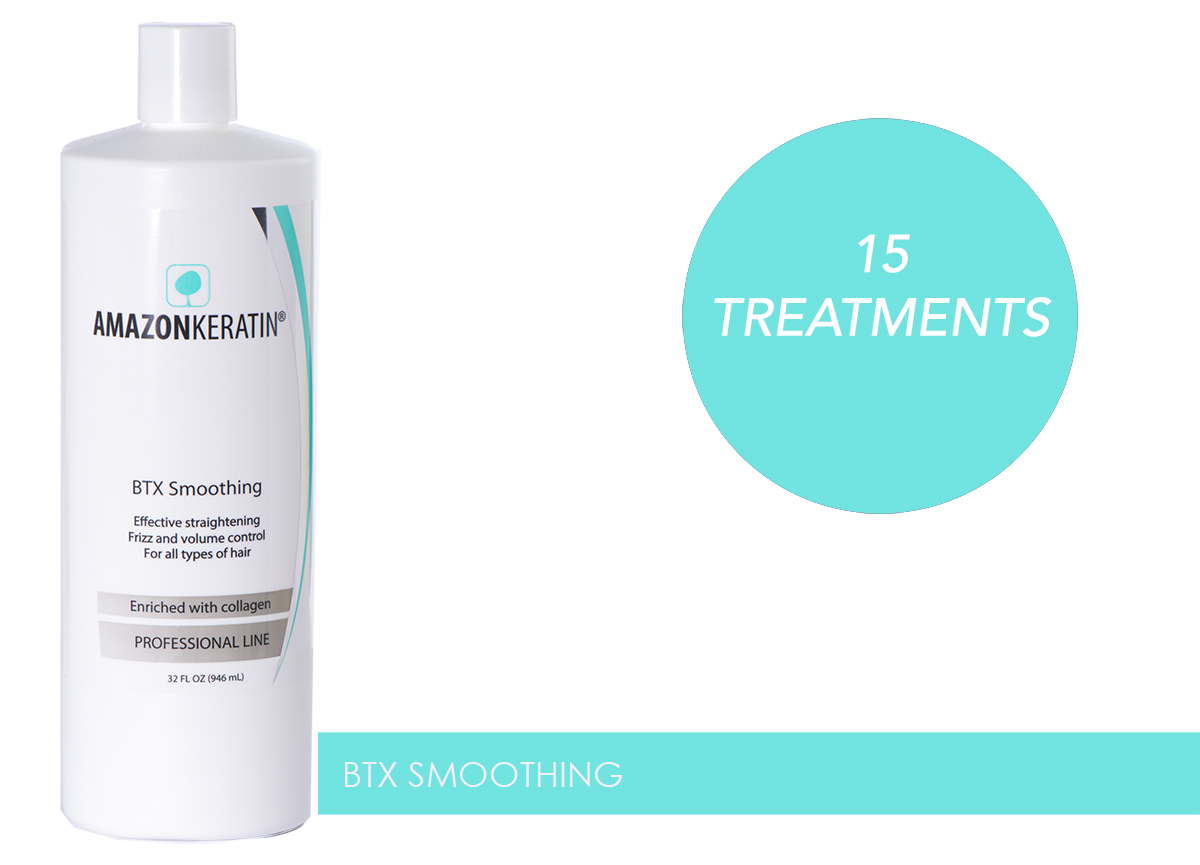 AMAZONKERATIN®
BTX Smoothing
Effective straightening
Frizz and volume control
For all types of hair
Enriched with collagen
PROFESSIONAL LINE
32 FL OZ (946 mL)
15
TREATMENTS
BTX SMOOTHING